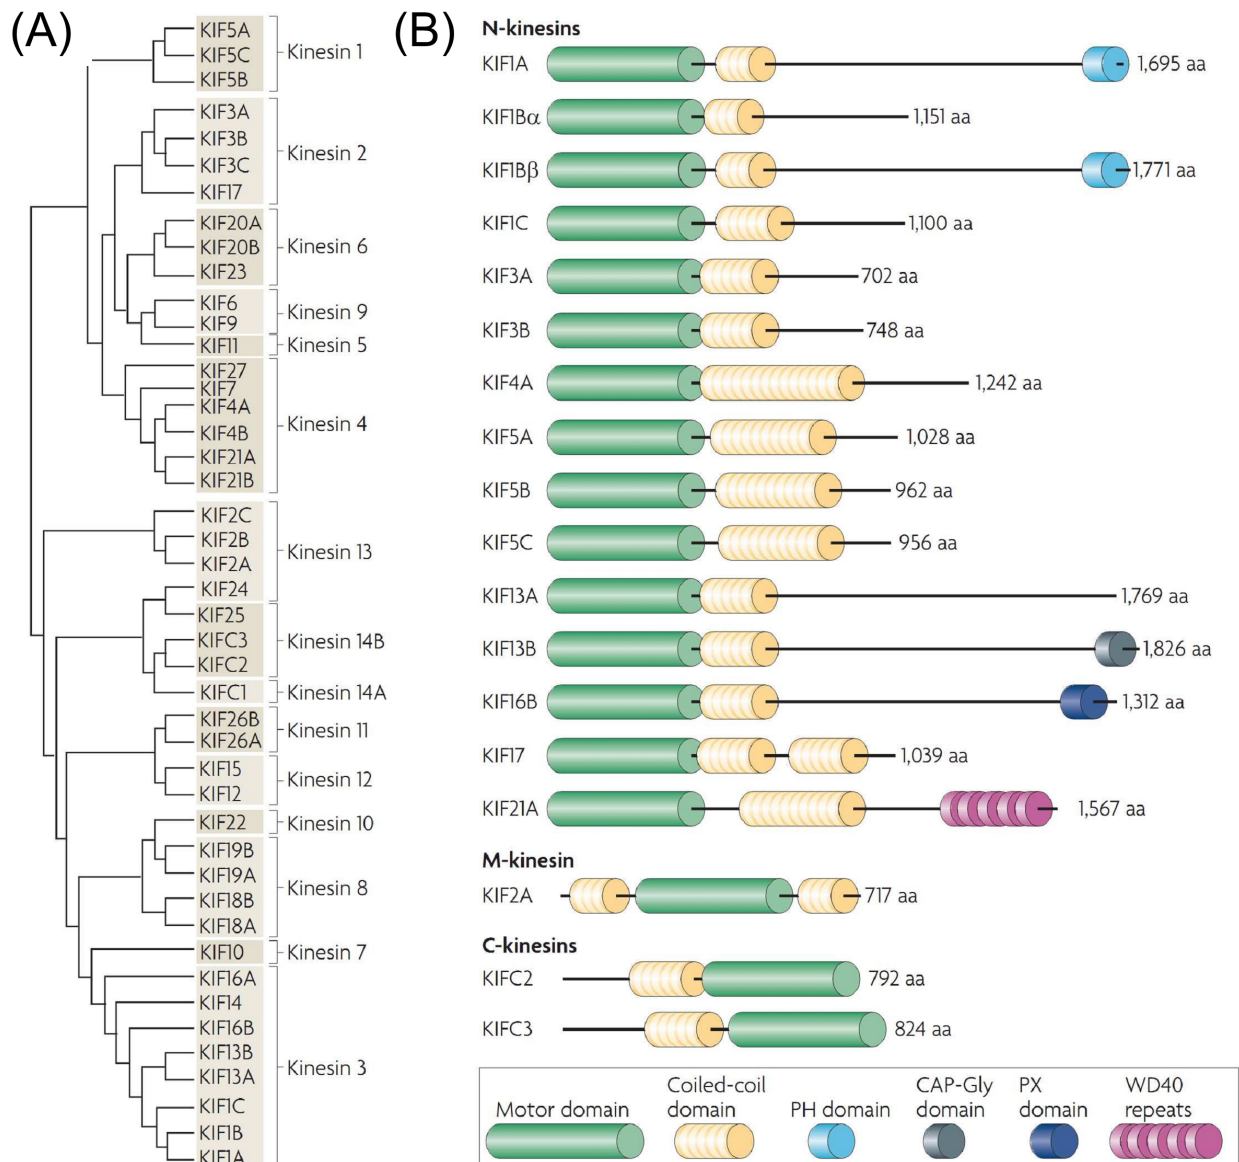 (A)
KIF5A
KIF5C
KIF5B
Kinesin 1
KIF3A
KIF3B
KIF3C
KIF17
Kinesin 2
KIF20A
KIF20B
KIF23
Kinesin 6
KIF6
KIF9
Kinesin 9
KIF11
Kinesin 5
KIF27
KIF7
KIF4A
KIF4B
KIF21A
KIF21B
Kinesin 4
KIF2C
KIF2B
KIF2A
KIF24
Kinesin 13
KIF25
KIFC3
KIFC2
Kinesin 14B
KIFC1
Kinesin 14A
KIF26B
KIF26A
Kinesin 11
KIF15
KIF12
Kinesin 12
KIF22
Kinesin 10
KIF19B
KIF19A
KIF18B
KIF18A
Kinesin 8
KIF10
Kinesin 7
KIF16A
KIF14
KIF16B
KIF13B
KIF13A
KIF1C
KIF1B
KIF1A
Kinesin 3
(B)
N-kinesins
KIF1A 1,695 aa
KIF1Bα 1,151 aa
KIF1Bβ 1,771 aa
KIF1C 1,100 aa
KIF3A 702 aa
KIF3B 748 aa
KIF4A 1,242 aa
KIF5A 1,028 aa
KIF5B 962 aa
KIF5C 956 aa
KIF13A 1,769 aa
KIF13B 1,826 aa
KIF16B 1,312 aa
KIF17 1,039 aa
KIF21A 1,567 aa
M-kinesin
KIF2A 717 aa
C-kinesins
KIFC2 792 aa
KIFC3 824 aa
Motor domain
Coiled-coil
domain
PH domain
CAP-Gly
domain
PX
domain
WD40
repeats